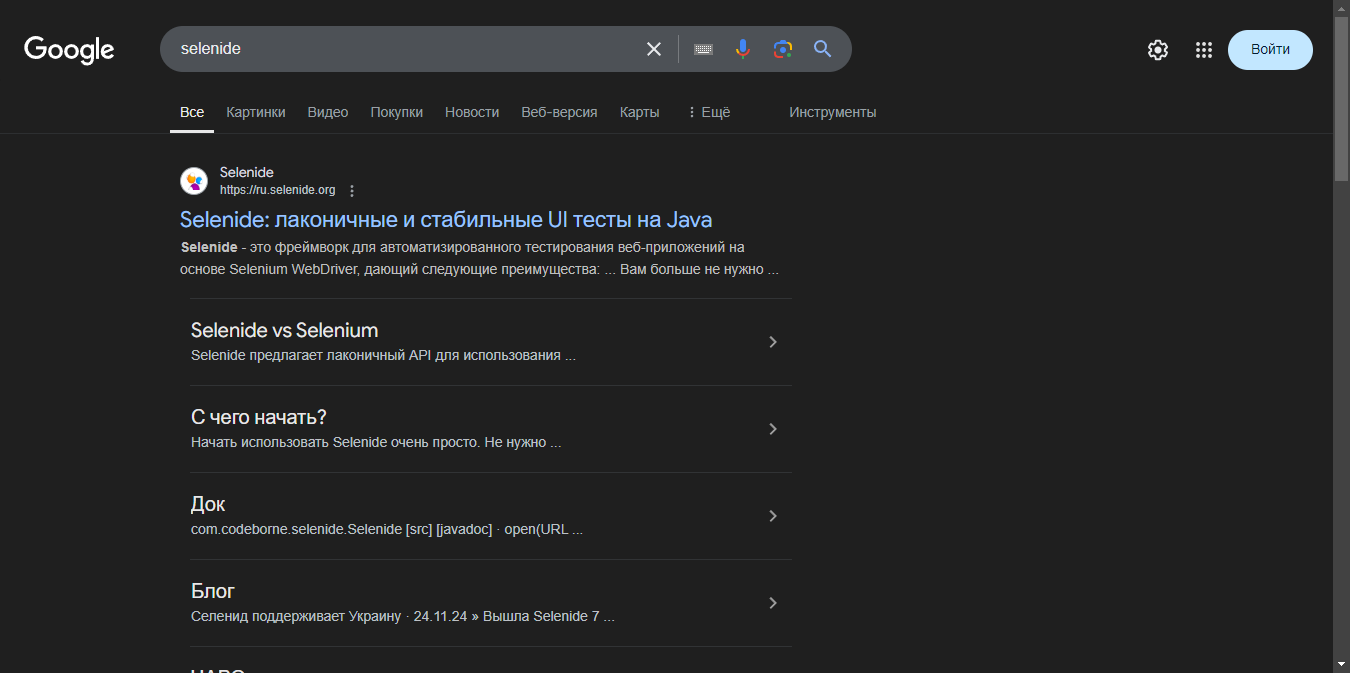 Google
selenide
Войти
Все Картинки Видео Покупки Новости Веб-версия Карты Ещё Инструменты
Selenide
https://ru.selenide.org
Selenide: лаконичные и стабильные UI тесты на Java
Selenide - это фреймворк для автоматизированного тестирования веб-приложений на
основе Selenium WebDriver, дающий следующие преимущества: ... Вам больше не нужно ...
Selenide vs Selenium
Selenide предлагает лаконичный API для использования ...
С чего начать?
Начать использовать Selenide очень просто. Не нужно ...
Док
com.codeborne.selenide.Selenide [src] [javadoc] · open(URL ...
Блог
Селенид поддерживает Украину · 24.11.24 » Вышла Selenide 7 ...